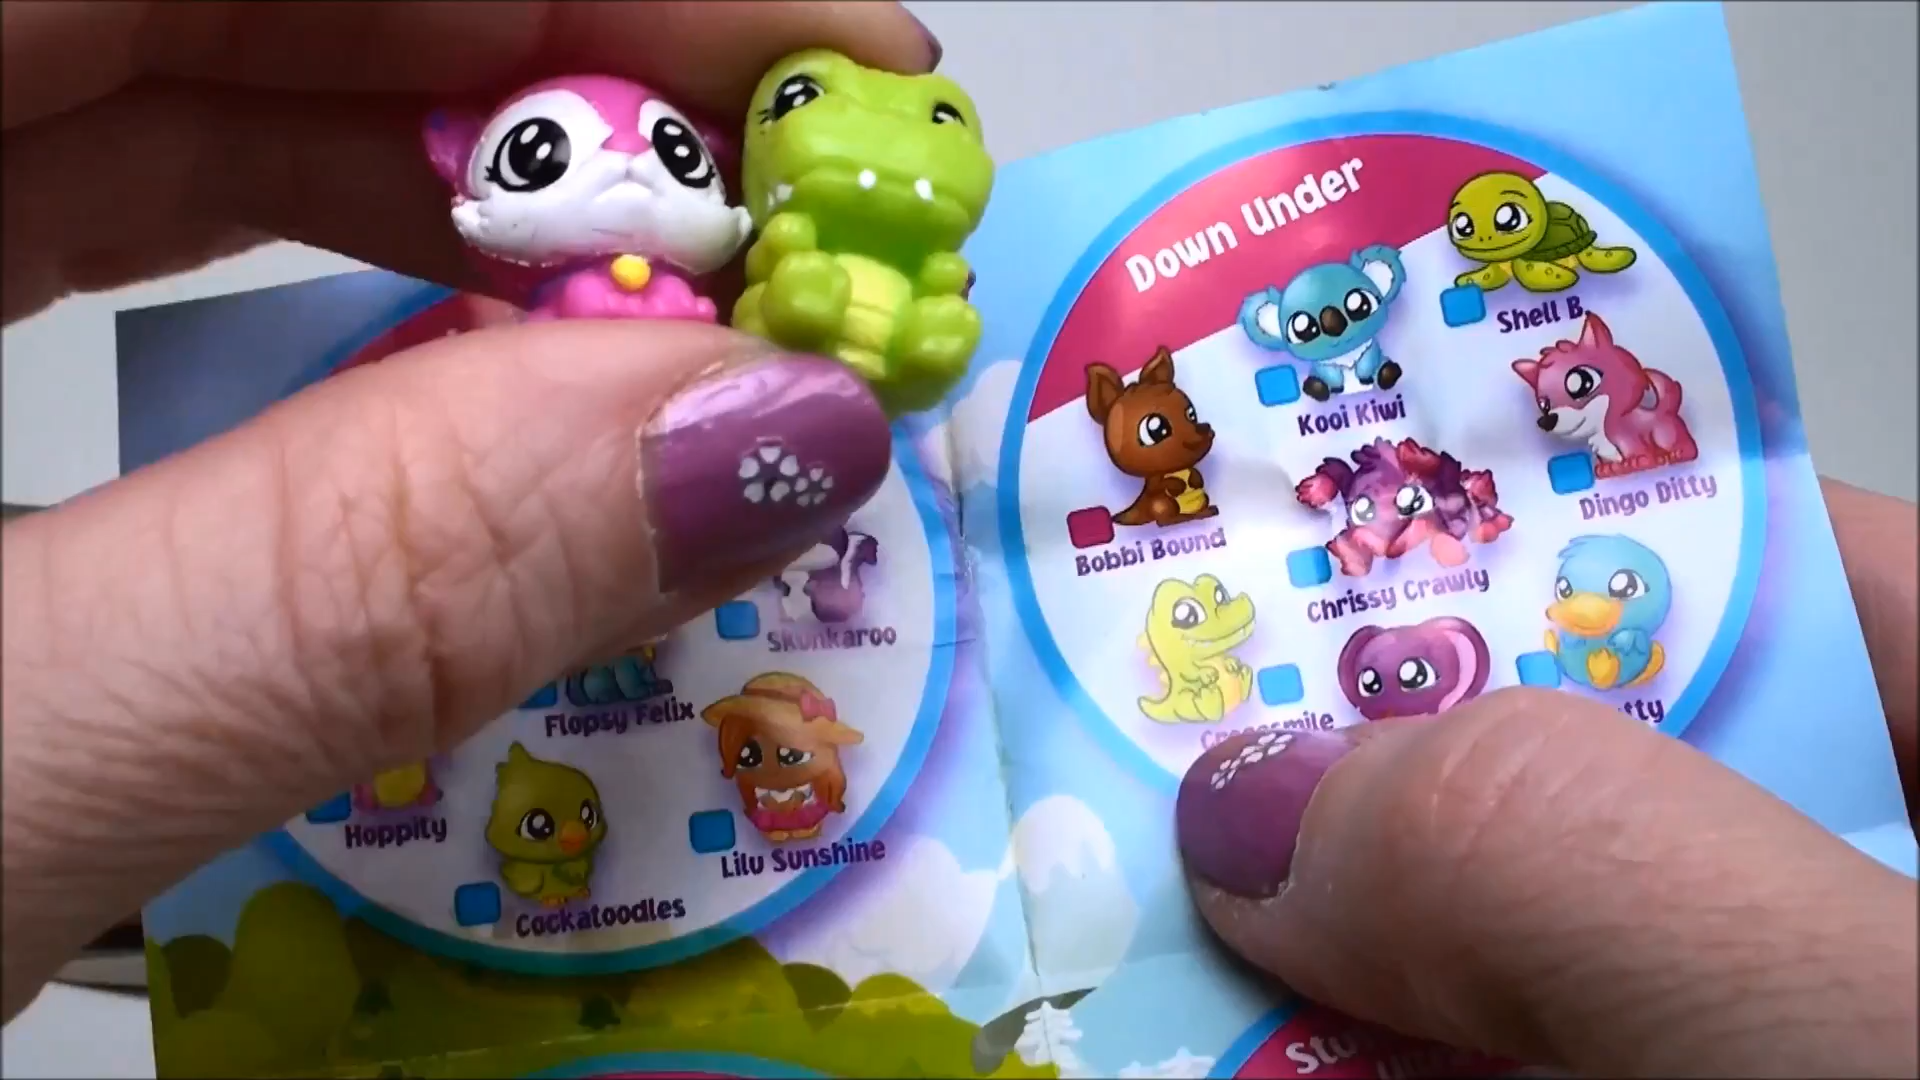 Down Under
Shell B.
Kooi Kiwi
Dingo Ditty
Bobbi Bound
Chrissy Crawly
Skunkaroo
Flopsy Felix
Hoppity
Lilu Sunshine
Cockatoodles